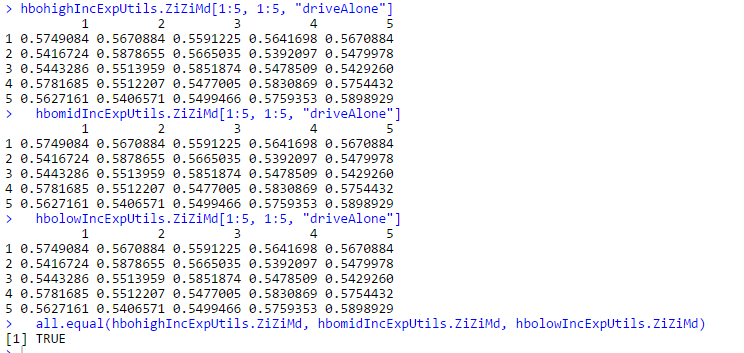 > hbohighIncExpUtils.ZiZiMd[1:5, 1:5, "driveAlone"]
          1         2         3         4         5
1 0.5749084 0.5670884 0.5591225 0.5641698 0.5670884
2 0.5416724 0.5878655 0.5665035 0.5392097 0.5479978
3 0.5443286 0.5513959 0.5851874 0.5478509 0.5429260
4 0.5781685 0.5512207 0.5477005 0.5830869 0.5754432
5 0.5627161 0.5406571 0.5499466 0.5759353 0.5898929
>   hbomidIncExpUtils.ZiZiMd[1:5, 1:5, "driveAlone"]
          1         2         3         4         5
1 0.5749084 0.5670884 0.5591225 0.5641698 0.5670884
2 0.5416724 0.5878655 0.5665035 0.5392097 0.5479978
3 0.5443286 0.5513959 0.5851874 0.5478509 0.5429260
4 0.5781685 0.5512207 0.5477005 0.5830869 0.5754432
5 0.5627161 0.5406571 0.5499466 0.5759353 0.5898929
>   hbolowIncExpUtils.ZiZiMd[1:5, 1:5, "driveAlone"]
          1         2         3         4         5
1 0.5749084 0.5670884 0.5591225 0.5641698 0.5670884
2 0.5416724 0.5878655 0.5665035 0.5392097 0.5479978
3 0.5443286 0.5513959 0.5851874 0.5478509 0.5429260
4 0.5781685 0.5512207 0.5477005 0.5830869 0.5754432
5 0.5627161 0.5406571 0.5499466 0.5759353 0.5898929
>   all.equal(hbohighIncExpUtils.ZiZiMd, hbomidIncExpUtils.ZiZiMd, hbolowIncExpUtils.ZiZiMd)
[1] TRUE
>